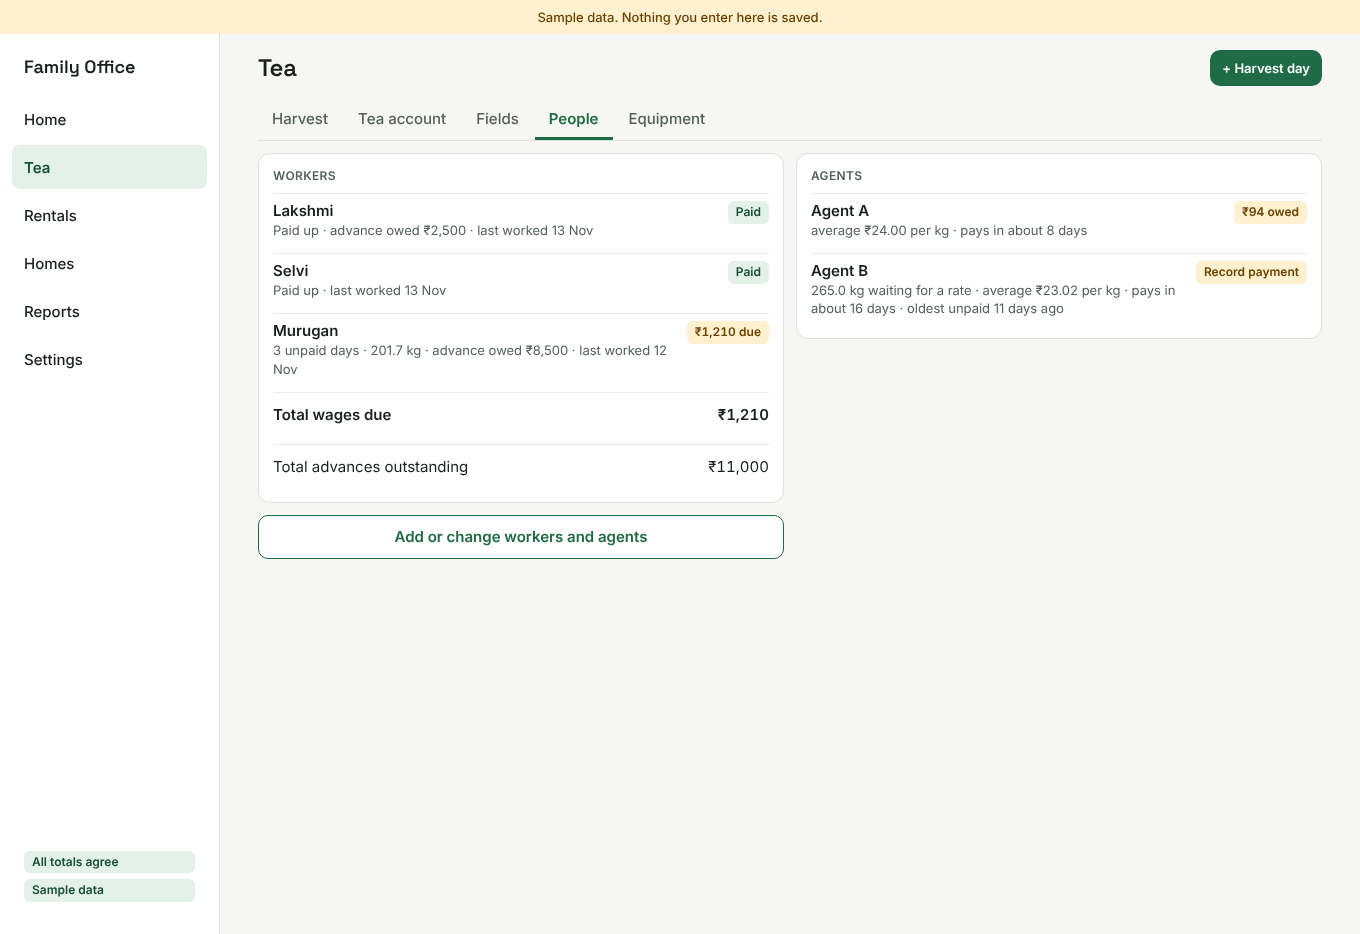 Sample data. Nothing you enter here is saved.
Family Office
Home
Tea
Rentals
Homes
Reports
Settings
All totals agree
Sample data
Tea
+ Harvest day
Harvest
Tea account
Fields
People
Equipment
WORKERS
Lakshmi
Paid
Paid up · advance owed ₹2,500 · last worked 13 Nov
Selvi
Paid
Paid up · last worked 13 Nov
Murugan
₹1,210 due
3 unpaid days · 201.7 kg · advance owed ₹8,500 · last worked 12
Nov
Total wages due
₹1,210
Total advances outstanding
₹11,000
Add or change workers and agents
AGENTS
Agent A
₹94 owed
average ₹24.00 per kg · pays in about 8 days
Agent B
Record payment
265.0 kg waiting for a rate · average ₹23.02 per kg · pays in
about 16 days · oldest unpaid 11 days ago